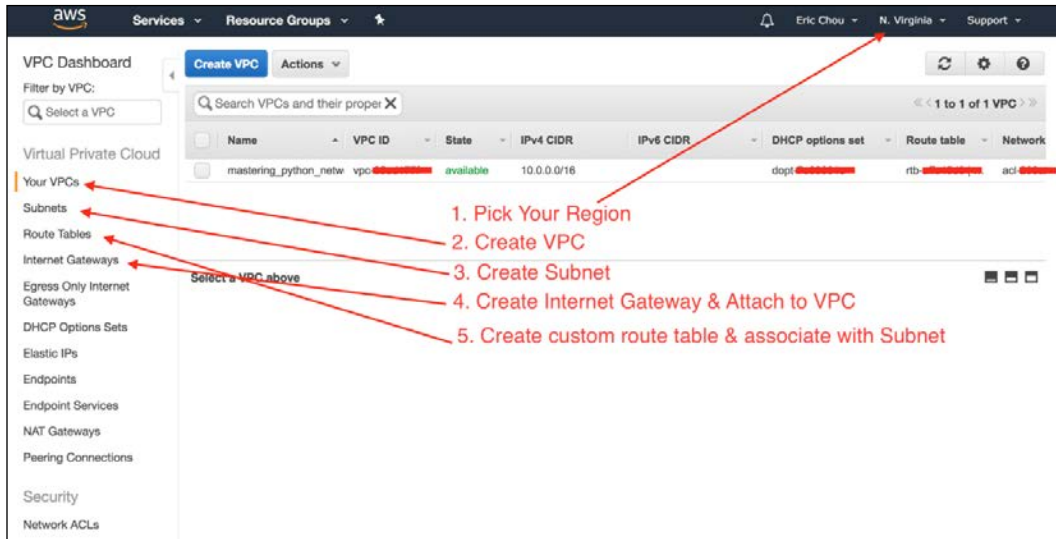 aws Services Resource Groups Eric Chou N. Virginia Support
VPC Dashboard
Filter by VPC:
Select a VPC
Virtual Private Cloud
Your VPCs
Subnets
Route Tables
Internet Gateways
Egress Only Internet
Gateways
DHCP Options Sets
Elastic IPs
Endpoints
Endpoint Services
NAT Gateways
Peering Connections
Security
Network ACLs
Create VPC Actions
Search VPCs and their proper 1 to 1 of 1 VPC
Name VPC ID State IPv4 CIDR IPv6 CIDR DHCP options set Route table Network
mastering_python_netw vpc- available 10.0.0.0/16 dopt- rtb- acl-
1. Pick Your Region
2. Create VPC
3. Create Subnet
Select a VPC above
4. Create Internet Gateway & Attach to VPC
5. Create custom route table & associate with Subnet